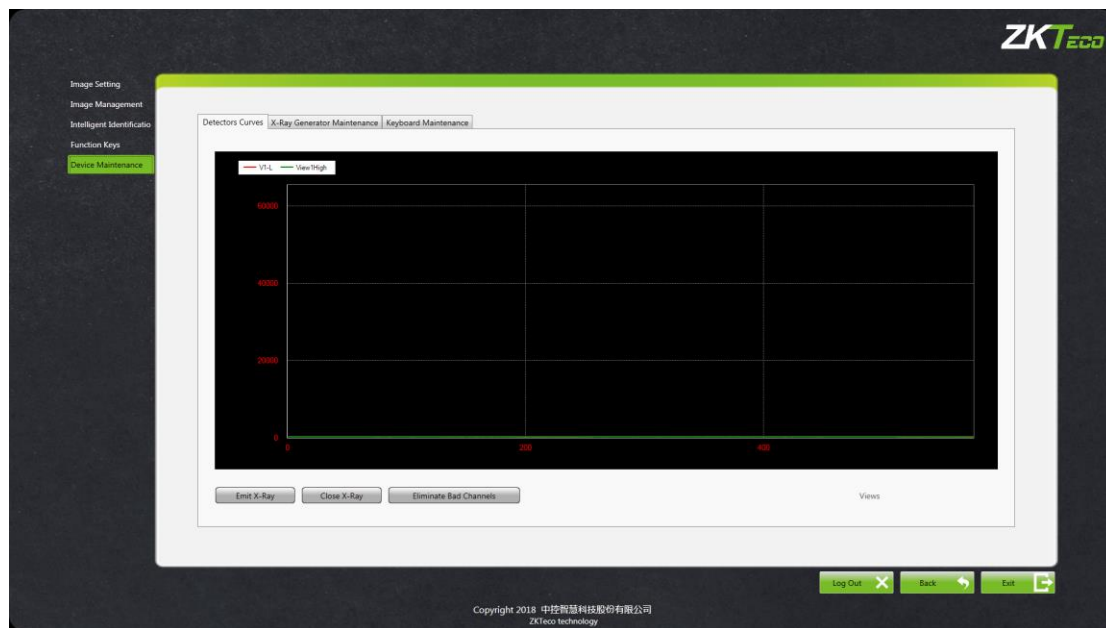 ZKTeco
Image Setting
Image Management
Intelligent Identificatio
Function Keys
Device Maintenance
Detectors Curves X-Ray Generator Maintenance Keyboard Maintenance
V1-L View1High
60000
40000
20000
0
0 200 400
Emit X-Ray Close X-Ray Eliminate Bad Channels Views
Log Out Back Exit
Copyright 2018 中控智慧科技股份有限公司
ZKTeco technology